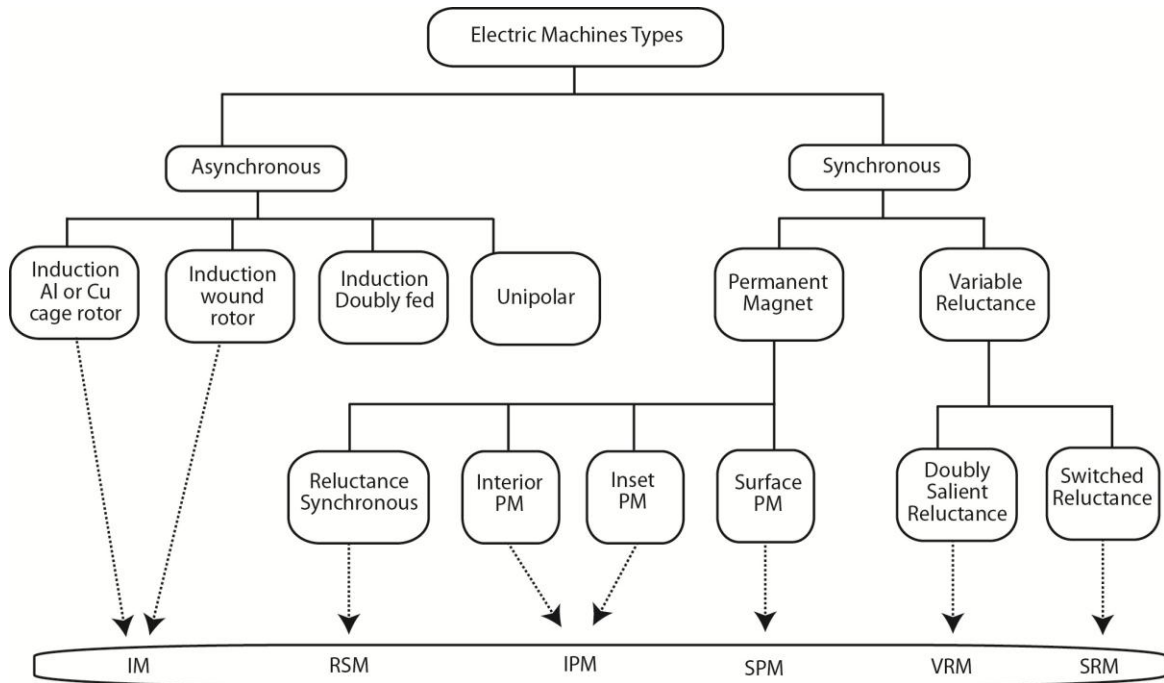 Electric Machines Types
Asynchronous
Synchronous
Induction
Al or Cu
cage rotor
Induction
wound
rotor
Induction
Doubly fed
Unipolar
Permanent
Magnet
Variable
Reluctance
Reluctance
Synchronous
Interior
PM
Inset
PM
Surface
PM
Doubly
Salient
Reluctance
Switched
Reluctance
IM
RSM
IPM
SPM
VRM
SRM